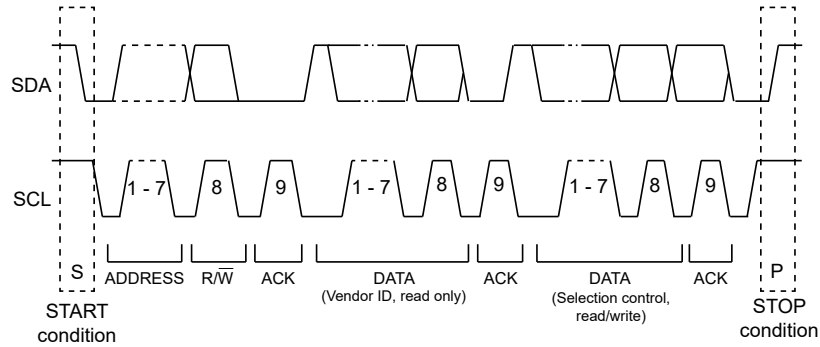 SDA
SCL
1 - 7
8
9
1 - 7
8
9
1 - 7
8
9
S
ADDRESS
R/W̅
ACK
DATA
(Vendor ID, read only)
ACK
DATA
(Selection control,
read/write)
ACK
P
START
condition
STOP
condition